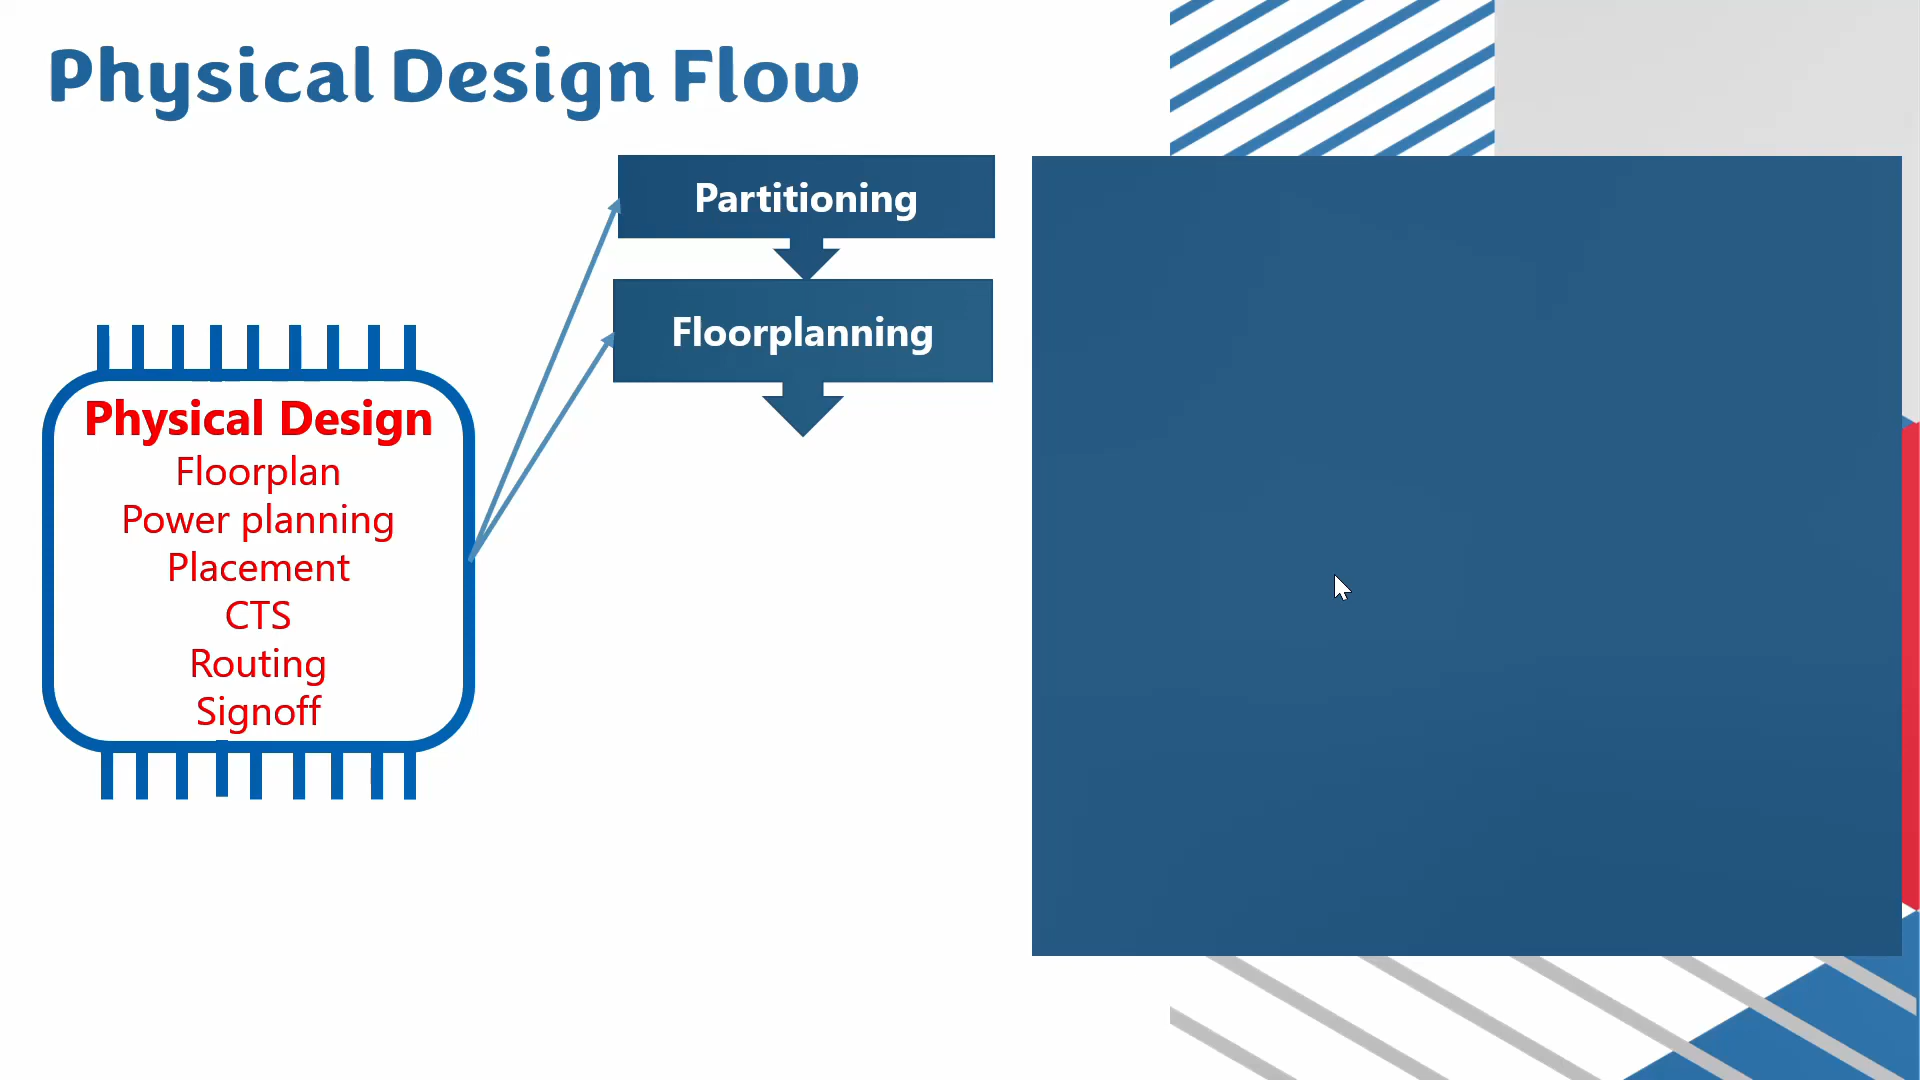 Physical Design Flow
Partitioning
Floorplanning
Physical Design
Floorplan
Power planning
Placement
CTS
Routing
Signoff